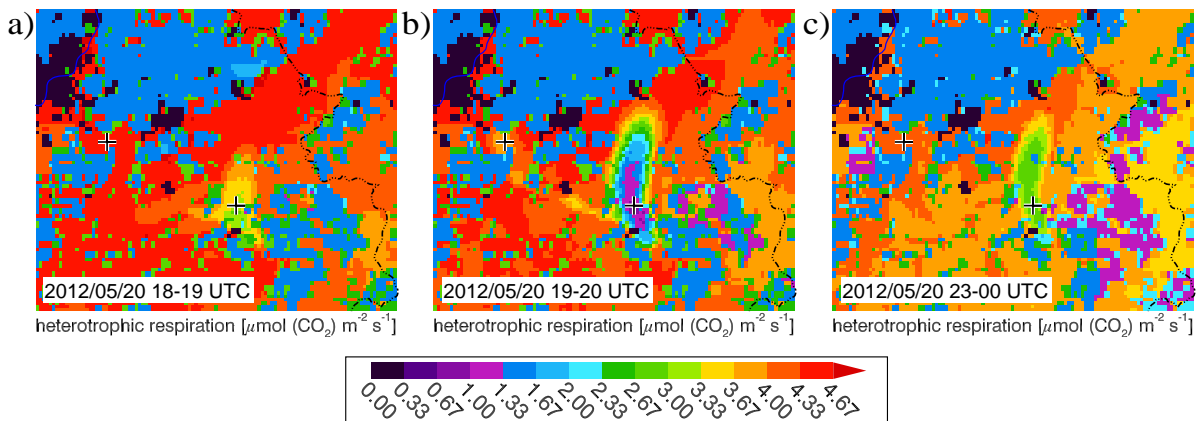 a) b) c)
2012/05/20 18-19 UTC 2012/05/20 19-20 UTC 2012/05/20 23-00 UTC
heterotrophic respiration [μmol (CO₂) m⁻² s⁻¹] heterotrophic respiration [μmol (CO₂) m⁻² s⁻¹] heterotrophic respiration [μmol (CO₂) m⁻² s⁻¹]
0.00 0.33 0.67 1.00 1.33 1.67 2.00 2.33 2.67 3.00 3.33 3.67 4.00 4.33 4.67